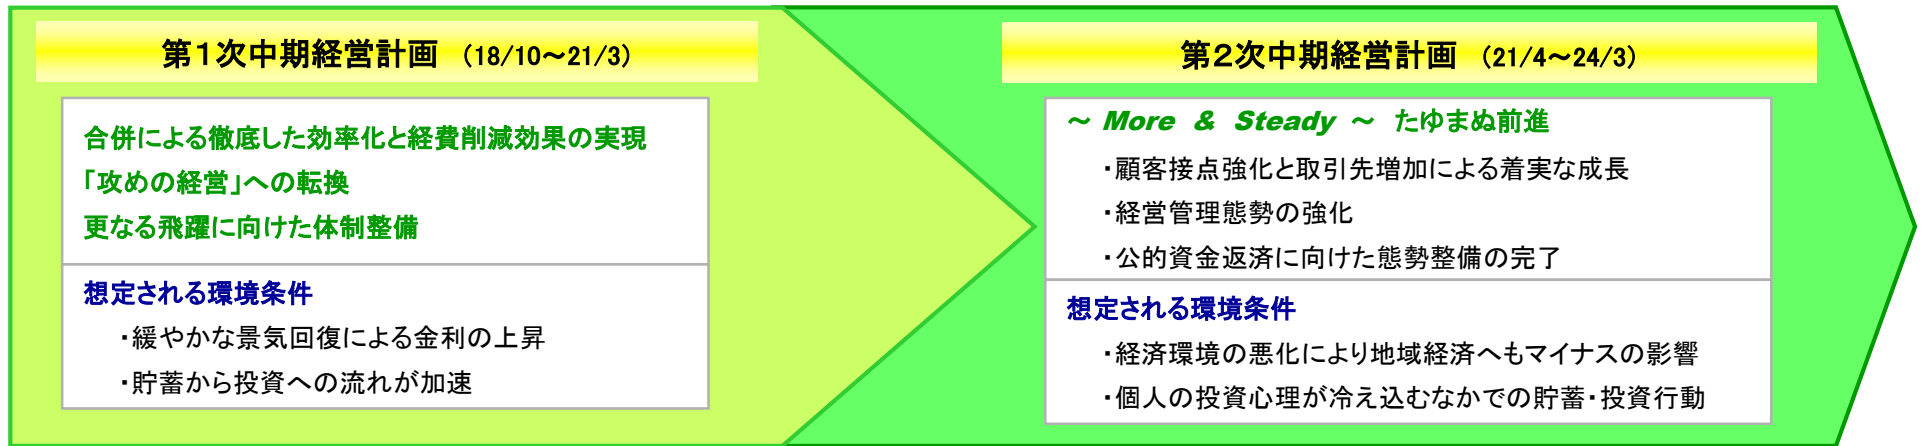 第1次中期経営計画 (18/10~21/3)
合併による徹底した効率化と経費削減効果の実現
「攻めの経営」への転換
更なる飛躍に向けた体制整備
想定される環境条件
・緩やかな景気回復による金利の上昇
・貯蓄から投資への流れが加速
第2次中期経営計画 (21/4~24/3)
~ More & Steady ~ たゆまぬ前進
・顧客接点強化と取引先増加による着実な成長
・経営管理態勢の強化
・公的資金返済に向けた態勢整備の完了
想定される環境条件
・経済環境の悪化により地域経済へもマイナスの影響
・個人の投資心理が冷え込むなかでの貯蓄・投資行動